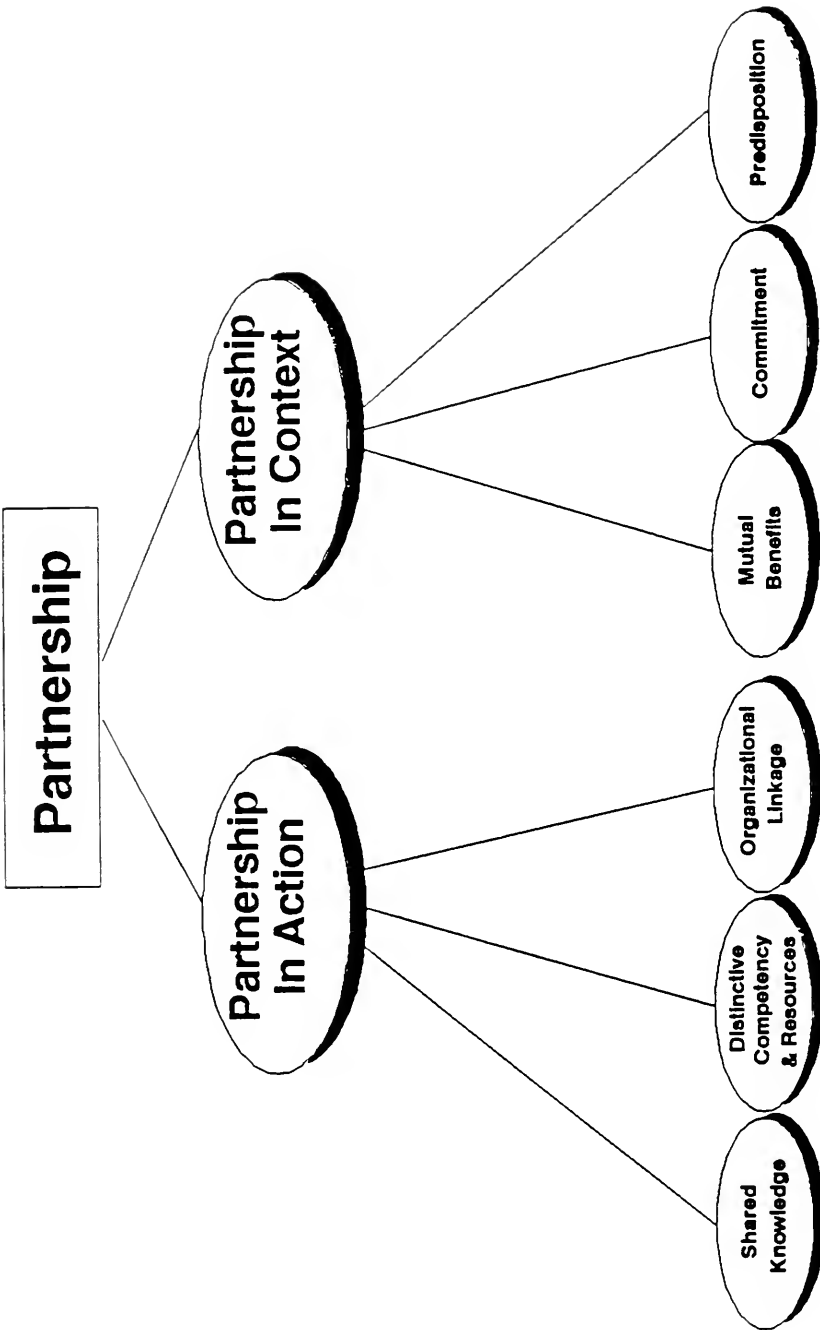 Partnership
Partnership
In Action
Partnership
In Context
Shared
Knowledge
Distinctive
Competency
& Resources
Organizational
Linkage
Mutual
Benefits
Commitment
Predisposition